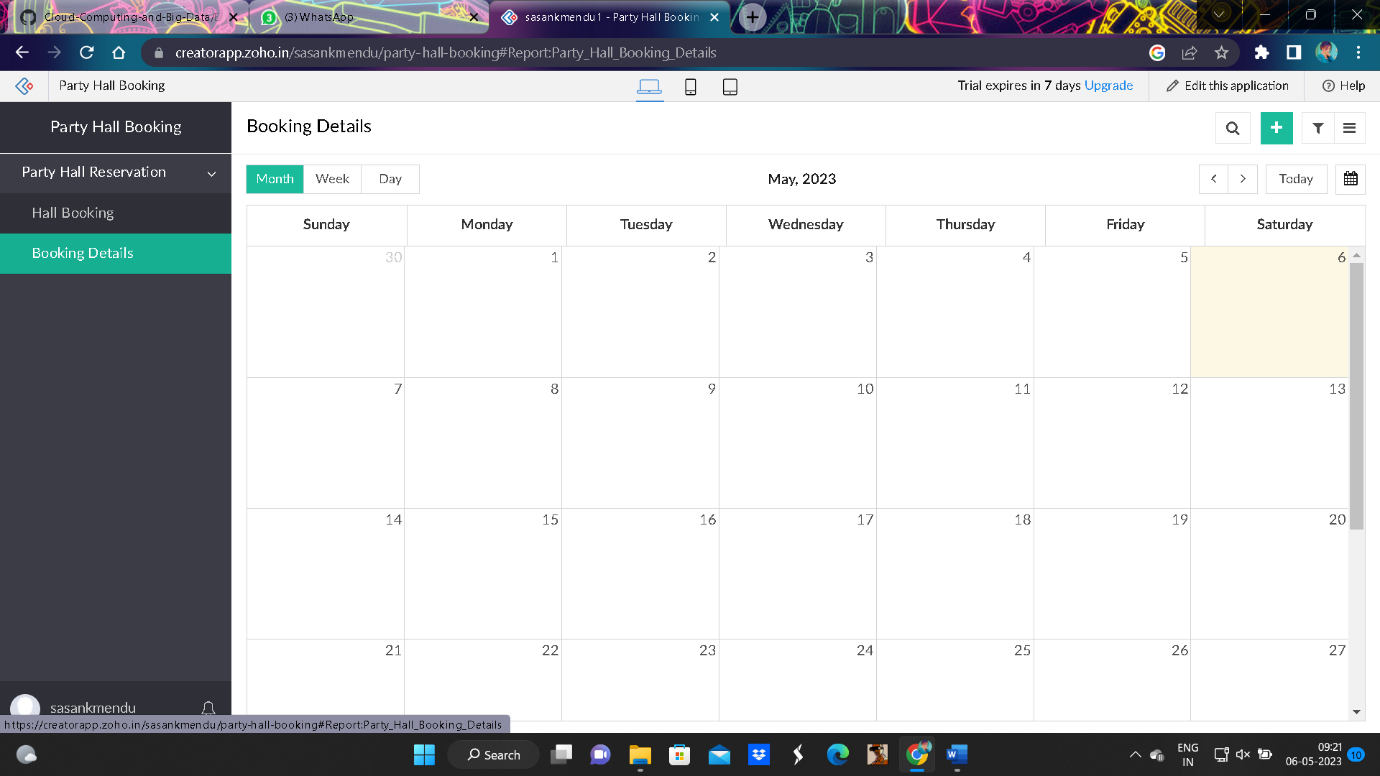 Cloud-Computing-and-Big-Data/E
(3) WhatsApp
sasankmendu1 - Party Hall Bookin
creatorapp.zoho.in/sasankmendu/party-hall-booking#Report:Party_Hall_Booking_Details
Party Hall Booking
Trial expires in 7 days Upgrade
Edit this application
Help
Party Hall Booking
Party Hall Reservation
Hall Booking
Booking Details
Booking Details
Month Week Day
May, 2023
Today
Sunday Monday Tuesday Wednesday Thursday Friday Saturday
30 1 2 3 4 5 6
7 8 9 10 11 12 13
14 15 16 17 18 19 20
21 22 23 24 25 26 27
sasankmendu
https://creatorapp.zoho.in/sasankmendu/party-hall-booking#Report:Party_Hall_Booking_Details
Search
ENG
IN
09:21
06-05-2023
10